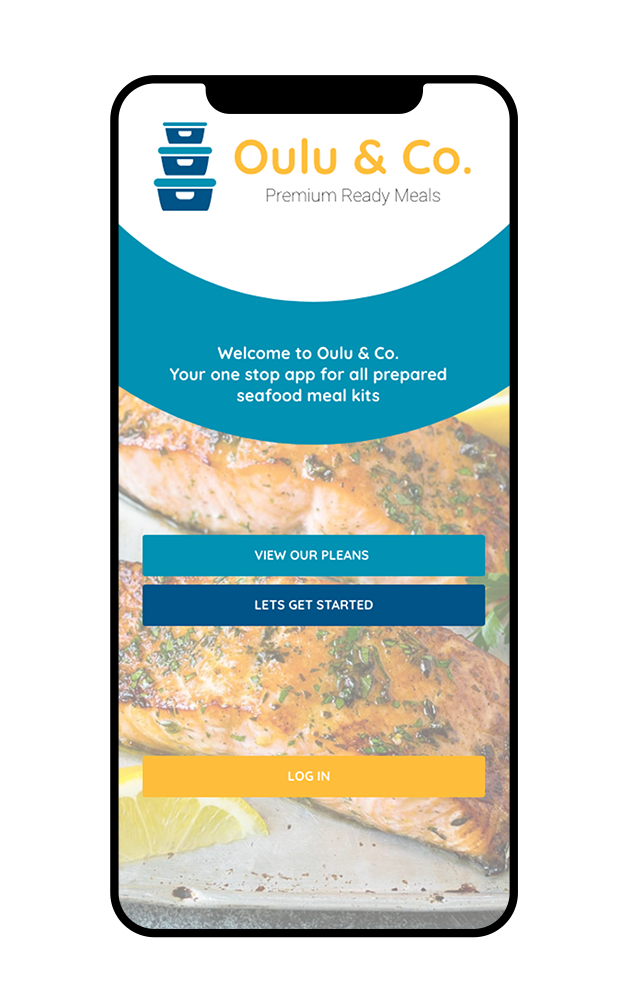 Oulu & Co.
Premium Ready Meals
Welcome to Oulu & Co.
Your one stop app for all prepared
seafood meal kits
VIEW OUR PLEANS
LETS GET STARTED
LOG IN